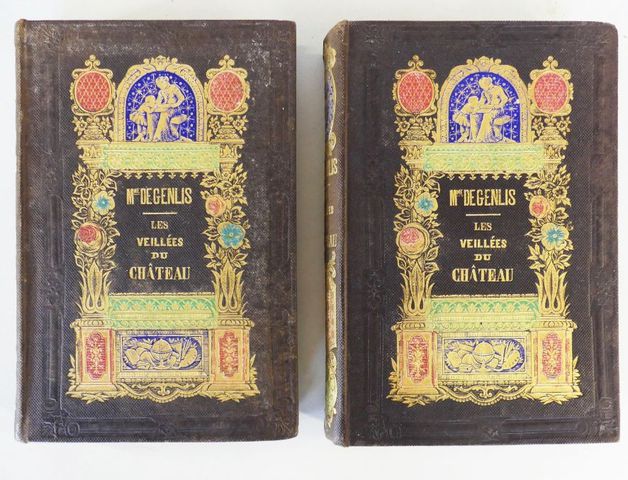 Mme DE GENLIS
LES
VEILLÉES
DU
CHÂTEAU
Mme DE GENLIS
LES
VEILLÉES
DU
CHÂTEAU